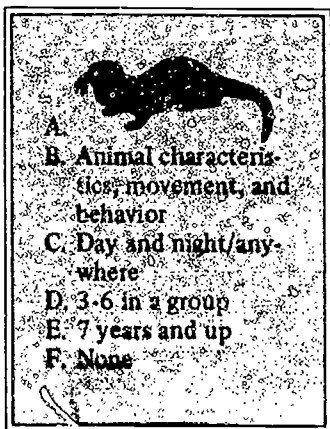 A.
B. Animal characteris-
tics, movement, and
behavior
C. Day and night/any-
where
D. 3-6 in a group
E. 7 years and up
F. None